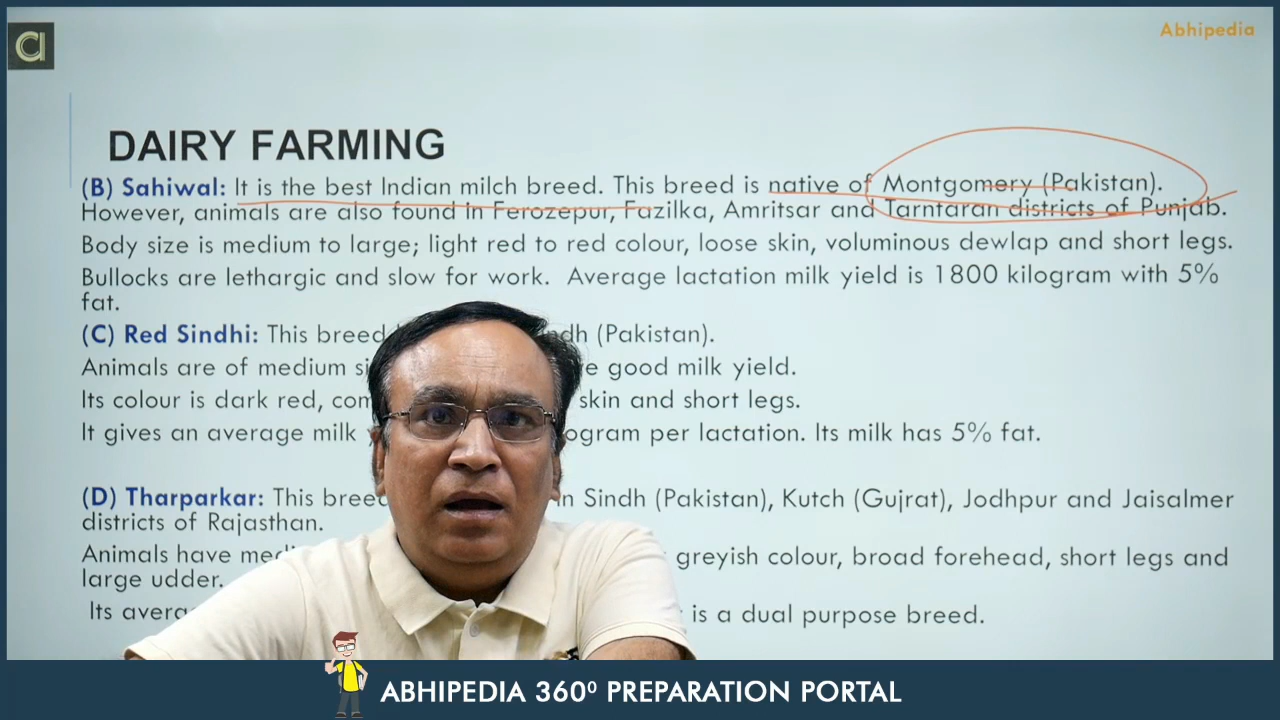 Abhipedia
DAIRY FARMING
(B) Sahiwal: It is the best Indian milch breed. This breed is native of Montgomery (Pakistan).
However, animals are also found in Ferozepur, Fazilka, Amritsar and Tarntaran districts of Punjab.
Body size is medium to large; light red to red colour, loose skin, voluminous dewlap and short legs.
Bullocks are lethargic and slow for work. Average lactation milk yield is 1800 kilogram with 5%
fat.
(C) Red Sindhi: This breed (Pakistan).
Animals are of medium good milk yield.
Its colour is dark red, skin and short legs.
It gives an average milk per lactation. Its milk has 5% fat.
(D) Tharparkar: This Sindh (Pakistan), Kutch (Gujrat), Jodhpur and Jaisalmer
districts of Rajasthan.
Animals have greyish colour, broad forehead, short legs and
large udder.
Its is a dual purpose breed.
ABHIPEDIA 360⁰ PREPARATION PORTAL